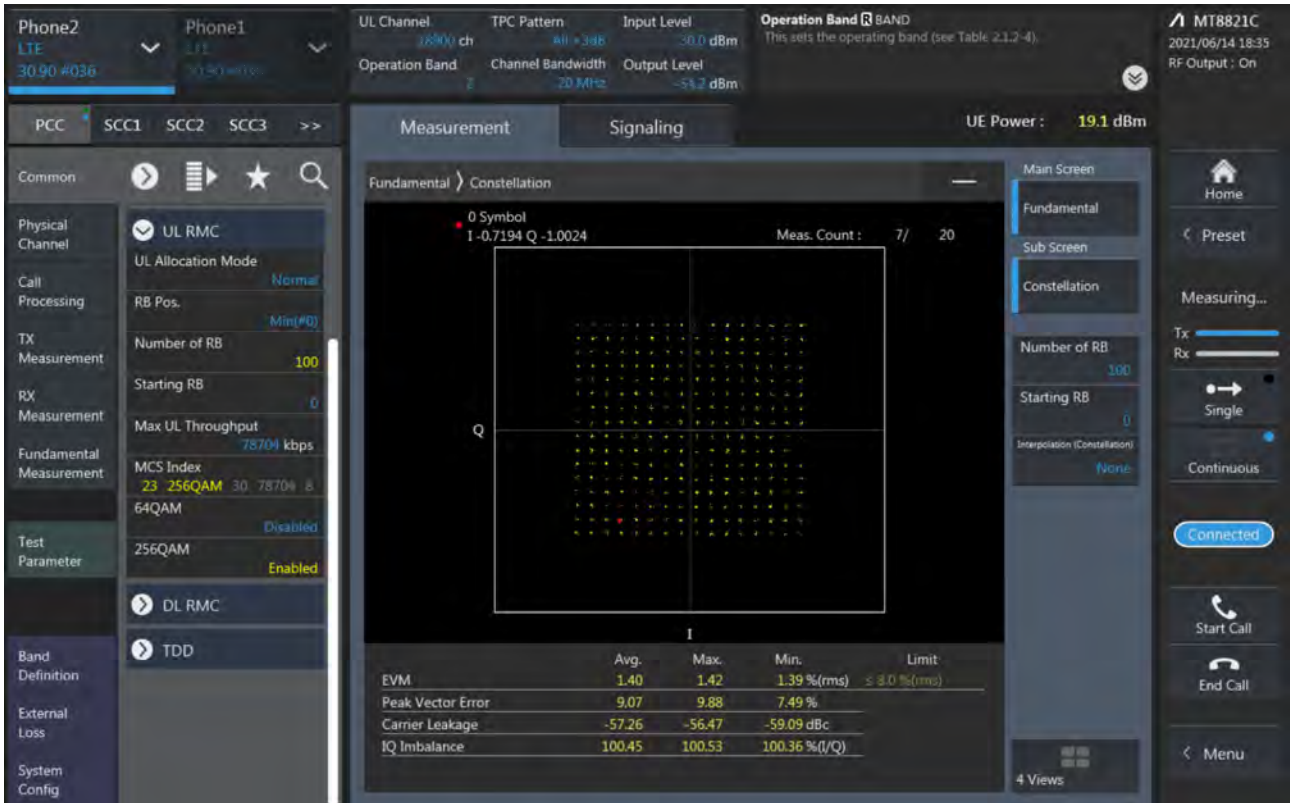 Phone2
LTE
30.90 #036
Phone1
LTE
30.90 #036
UL Channel
18900 ch
TPC Pattern
All +3dB
Input Level
30.0 dBm
Operation Band
2
Channel Bandwidth
20 MHz
Output Level
dBm
Operation Band R BAND
This sets the operating band (see Table 2.1.2-4).
MT8821C
2021/06/14 18:35
RF Output : On
PCC
SCC1
SCC2
SCC3
>>
Measurement
Signaling
UE Power : 19.1 dBm
Common
Physical
Channel
Call
Processing
TX
Measurement
RX
Measurement
Fundamental
Measurement
Test
Parameter
Band
Definition
External
Loss
System
Config
UL RMC
UL Allocation Mode
Normal
RB Pos.
Min(#0)
Number of RB
100
Starting RB
0
Max UL Throughput
78704 kbps
MCS Index
23 256QAM 30 78704 8
64QAM
Disabled
256QAM
Enabled
DL RMC
TDD
Fundamental
Constellation
0 Symbol
I -0.7194 Q -1.0024
Meas. Count : 7/ 20
Q
I
Avg. Max. Min. Limit
EVM 1.40 1.42 1.39 %(rms) ≤ 8.0 %(rms)
Peak Vector Error 9.07 9.88 7.49 %
Carrier Leakage -57.26 -56.47 -59.09 dBc
IQ Imbalance 100.45 100.53 100.36 %(I/Q)
Main Screen
Fundamental
Sub Screen
Constellation
Number of RB
100
Starting RB
0
Interpolation (Constellation)
None
4 Views
Home
Preset
Measuring...
Tx
Rx
Single
Continuous
Connected
Start Call
End Call
Menu